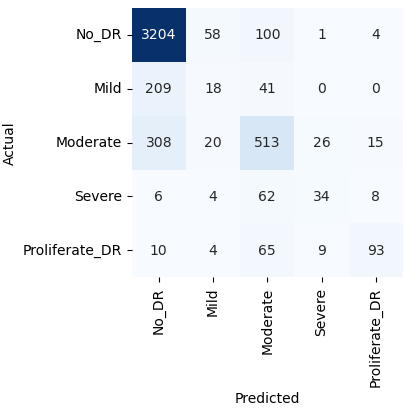 No_DR 3204 58 100 1 4
Mild 209 18 41 0 0
Moderate 308 20 513 26 15
Severe 6 4 62 34 8
Proliferate_DR 10 4 65 9 93
Actual
No_DR Mild Moderate Severe Proliferate_DR
Predicted